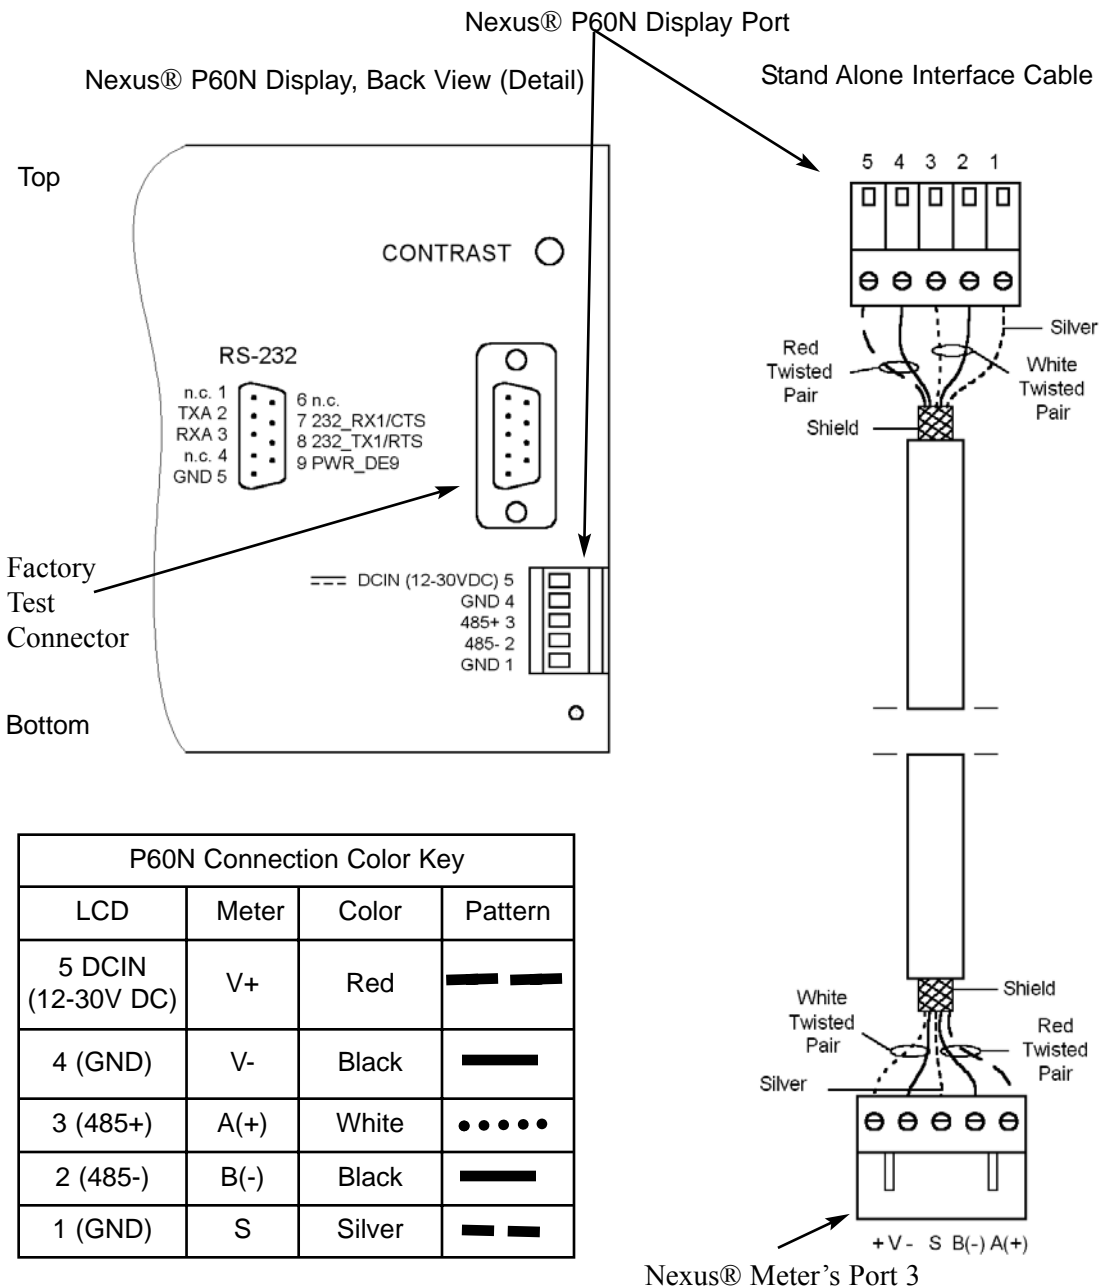 Nexus® P60N Display Port
Nexus® P60N Display, Back View (Detail)
Stand Alone Interface Cable
Top
CONTRAST
RS-232
n.c. 1
TXA 2
RXA 3
n.c. 4
GND 5
6 n.c.
7 232_RX1/CTS
8 232_TX1/RTS
9 PWR_DE9
Factory
Test
Connector
DCIN (12-30VDC) 5
GND 4
485+ 3
485- 2
GND 1
Bottom
5 4 3 2 1
Silver
Red
Twisted
Pair
White
Twisted
Pair
Shield
Shield
White
Twisted
Pair
Red
Twisted
Pair
Silver
+ V - S B(-) A(+)
Nexus® Meter's Port 3
P60N Connection Color Key
LCD Meter Color Pattern
5 DCIN
(12-30V DC) V+ Red
4 (GND) V- Black
3 (485+) A(+) White
2 (485-) B(-) Black
1 (GND) S Silver